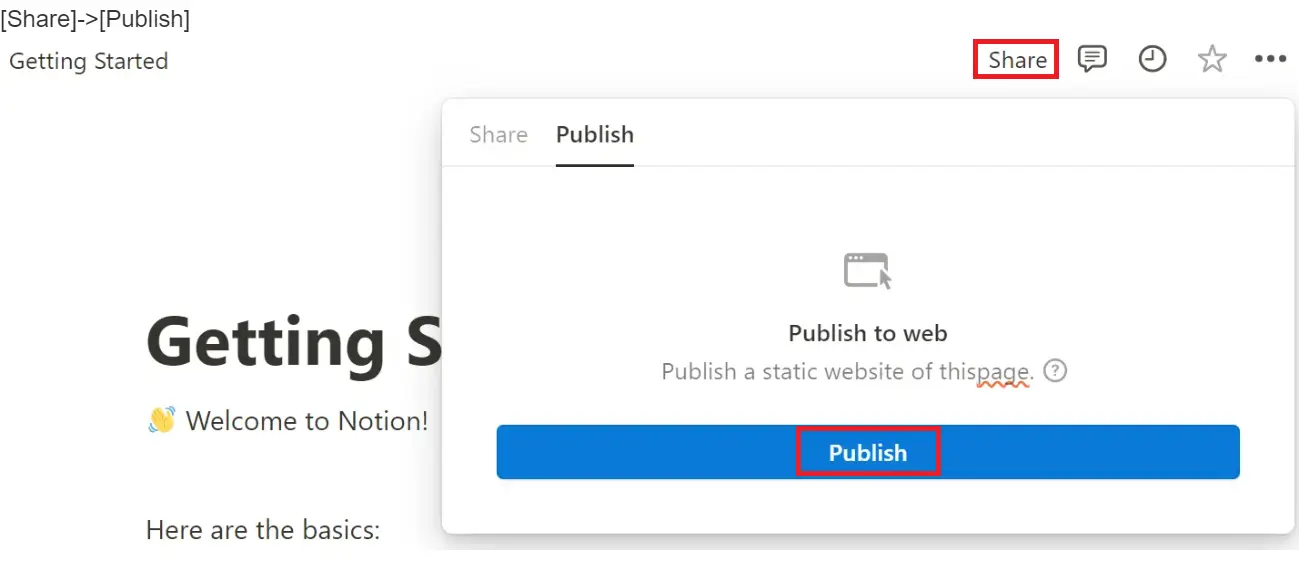 [Share]->[Publish]
Getting Started
Share
Share Publish
Publish to web
Publish a static website of thispage.
Publish
Getting S
👋 Welcome to Notion!
Here are the basics: